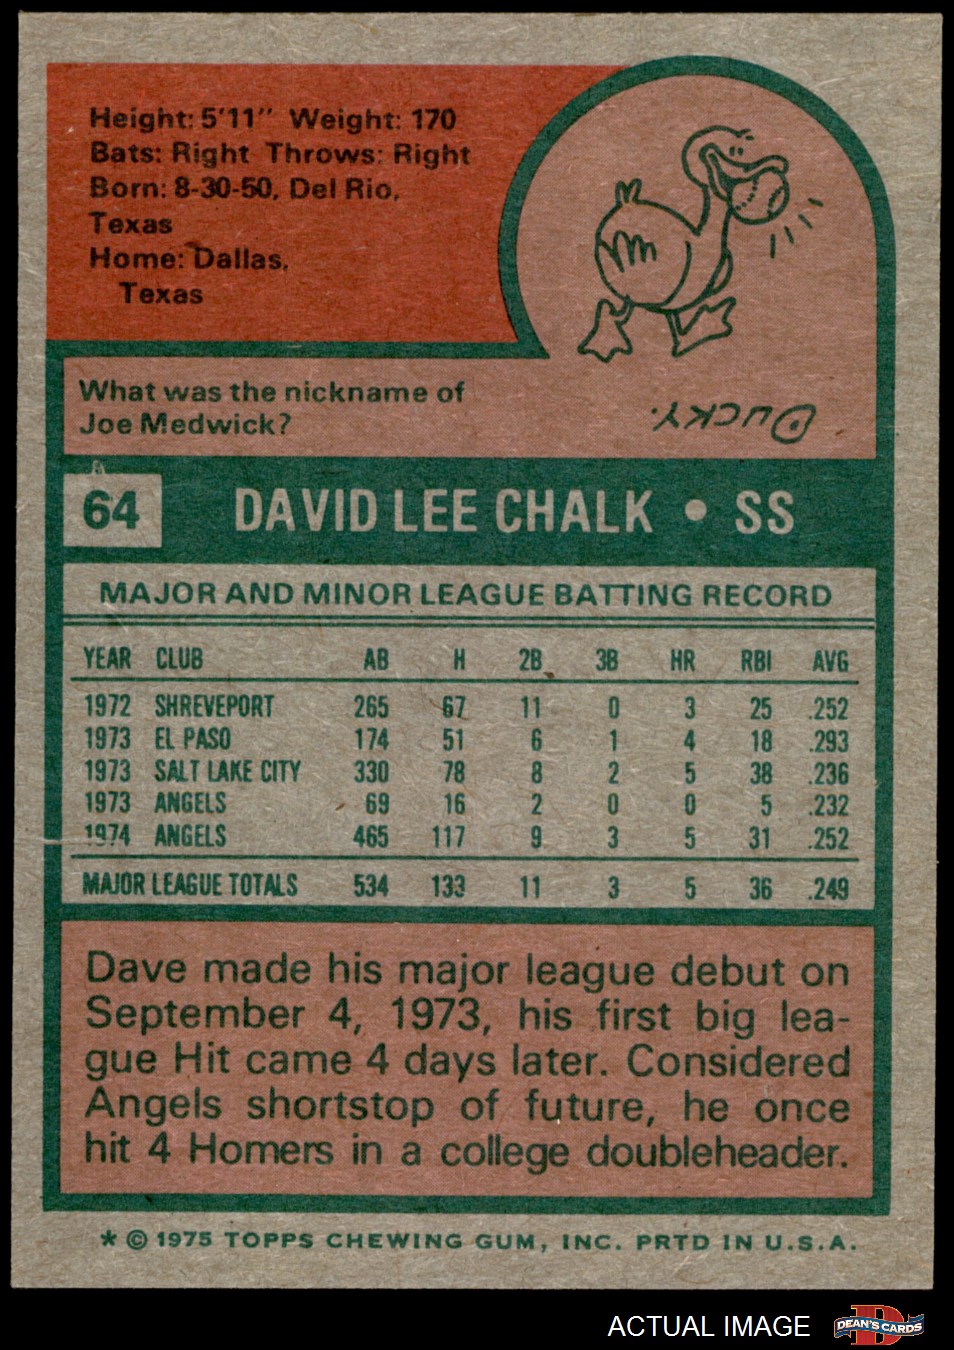 Height: 5'11" Weight: 170
Bats: Right Throws: Right
Born: 8-30-50, Del Rio,
Texas
Home: Dallas,
Texas
What was the nickname of
Joe Medwick?
DUCKY.
64 DAVID LEE CHALK • SS
MAJOR AND MINOR LEAGUE BATTING RECORD
YEAR CLUB AB H 2B 3B HR RBI AVG
1972 SHREVEPORT 265 67 11 0 3 25 .252
1973 EL PASO 174 51 6 1 4 18 .293
1973 SALT LAKE CITY 330 78 8 2 5 38 .236
1973 ANGELS 69 16 2 0 0 5 .232
1974 ANGELS 465 117 9 3 5 31 .252
MAJOR LEAGUE TOTALS 534 133 11 3 5 36 .249
Dave made his major league debut on
September 4, 1973, his first big lea-
gue Hit came 4 days later. Considered
Angels shortstop of future, he once
hit 4 Homers in a college doubleheader.
* © 1975 TOPPS CHEWING GUM, INC. PRTD IN U.S.A.
ACTUAL IMAGE
D
DEAN'S CARDS